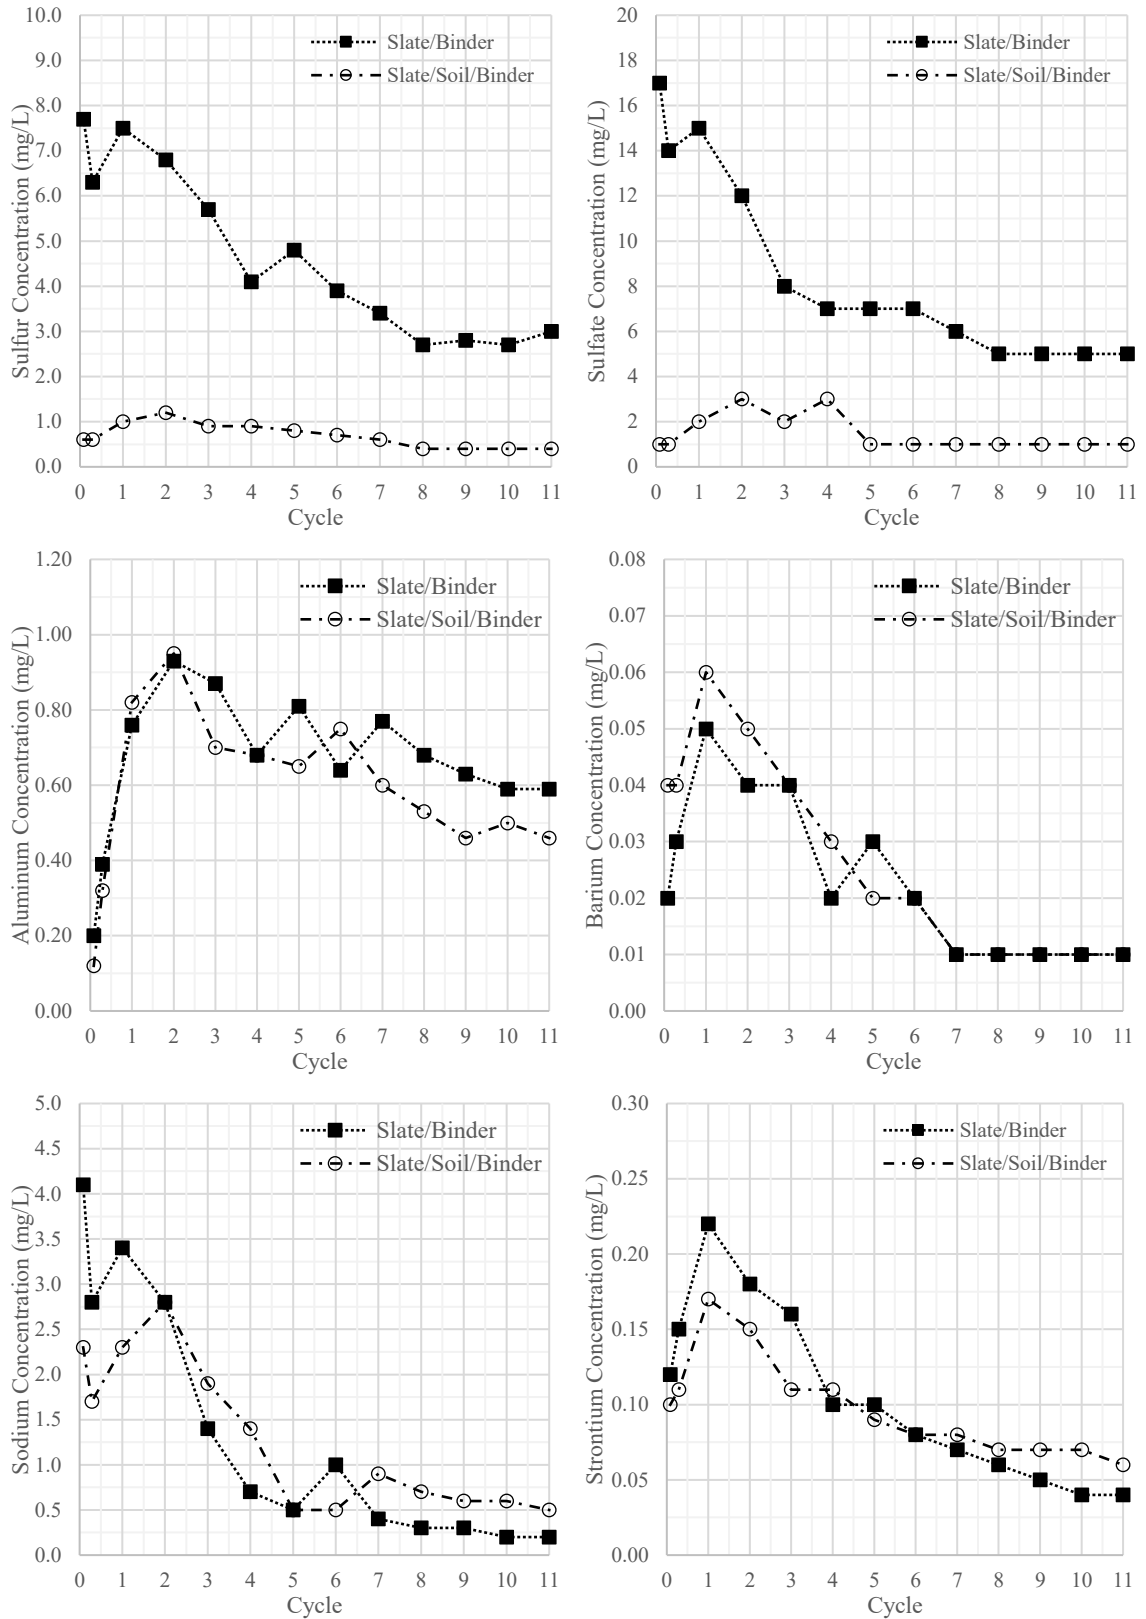 Sulfur Concentration (mg/L)
10.0
9.0
8.0
7.0
6.0
5.0
4.0
3.0
2.0
1.0
0.0
Slate/Binder
Slate/Soil/Binder
0 1 2 3 4 5 6 7 8 9 10 11
Cycle
Sulfate Concentration (mg/L)
20
18
16
14
12
10
8
6
4
2
0
Slate/Binder
Slate/Soil/Binder
0 1 2 3 4 5 6 7 8 9 10 11
Cycle
Aluminum Concentration (mg/L)
1.20
1.00
0.80
0.60
0.40
0.20
0.00
Slate/Binder
Slate/Soil/Binder
0 1 2 3 4 5 6 7 8 9 10 11
Cycle
Barium Concentration (mg/L)
0.08
0.07
0.06
0.05
0.04
0.03
0.02
0.01
0.00
Slate/Binder
Slate/Soil/Binder
0 1 2 3 4 5 6 7 8 9 10 11
Cycle
Sodium Concentration (mg/L)
5.0
4.5
4.0
3.5
3.0
2.5
2.0
1.5
1.0
0.5
0.0
Slate/Binder
Slate/Soil/Binder
0 1 2 3 4 5 6 7 8 9 10 11
Cycle
Strontium Concentration (mg/L)
0.30
0.25
0.20
0.15
0.10
0.05
0.00
Slate/Binder
Slate/Soil/Binder
0 1 2 3 4 5 6 7 8 9 10 11
Cycle